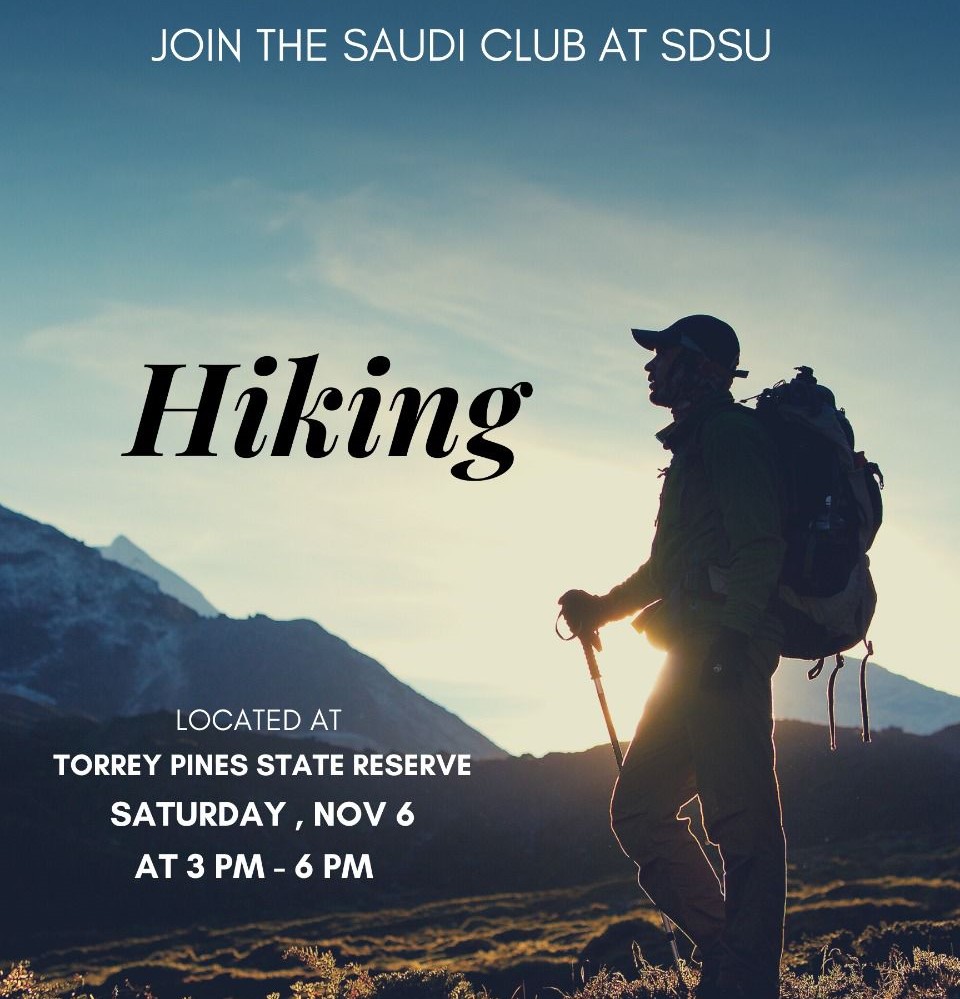 JOIN THE SAUDI CLUB AT SDSU
Hiking
LOCATED AT
TORREY PINES STATE RESERVE
SATURDAY , NOV 6
AT 3 PM - 6 PM